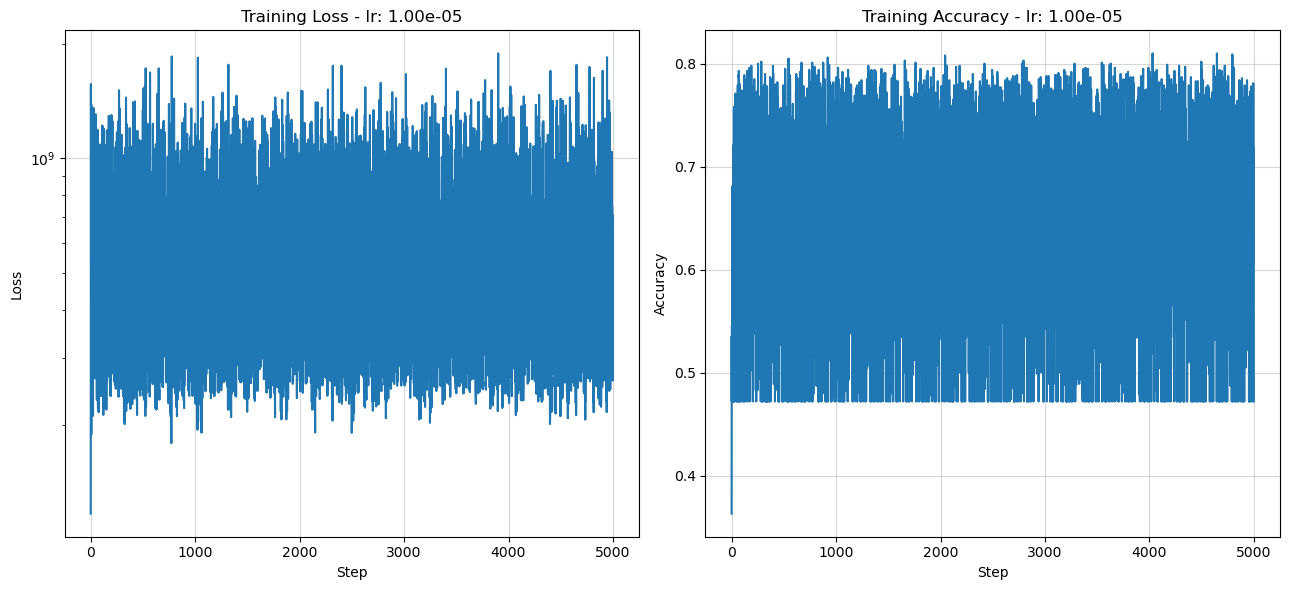 Training Loss - lr: 1.00e-05
10⁹
Loss
0 1000 2000 3000 4000 5000
Step
Training Accuracy - lr: 1.00e-05
0.8
0.7
0.6
0.5
0.4
Accuracy
0 1000 2000 3000 4000 5000
Step